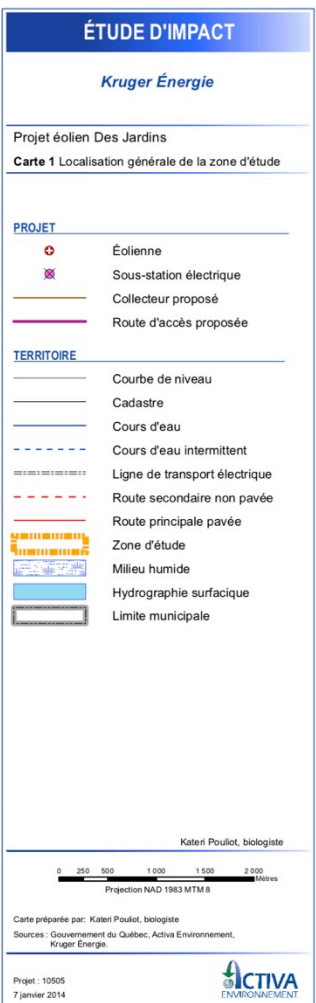 ÉTUDE D'IMPACT
Kruger Énergie
Projet éolien Des Jardins
Carte 1 Localisation générale de la zone d'étude
PROJET
Éolienne
Sous-station électrique
Collecteur proposé
Route d'accès proposée
TERRITOIRE
Courbe de niveau
Cadastre
Cours d'eau
Cours d'eau intermittent
Ligne de transport électrique
Route secondaire non pavée
Route principale pavée
Zone d'étude
Milieu humide
Hydrographie surfacique
Limite municipale
Kateri Pouliot, biologiste
0 250 500 1 000 1 500 2 000
Mètres
Projection NAD 1983 MTM 8
Carte préparée par: Kateri Pouliot, biologiste
Sources : Gouvernement du Québec, Activa Environnement,
Kruger Énergie.
Projet : 10505
7 janvier 2014
ACTIVA
ENVIRONNEMENT